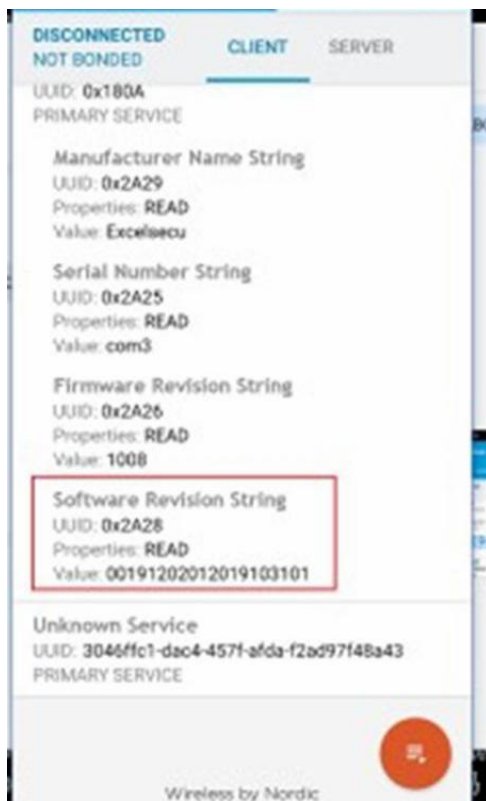 DISCONNECTED
NOT BONDED
CLIENT
SERVER
UUID: 0x180A
PRIMARY SERVICE
Manufacturer Name String
UUID: 0x2A29
Properties: READ
Value: Excelsecu
Serial Number String
UUID: 0x2A25
Properties: READ
Value: com3
Firmware Revision String
UUID: 0x2A26
Properties: READ
Value: 1008
Software Revision String
UUID: 0x2A28
Properties: READ
Value: 001912020012019103101
Unknown Service
UUID: 3046ffc1-dac4-457f-afda-f2ad97f48a43
PRIMARY SERVICE
Wireless by Nordic